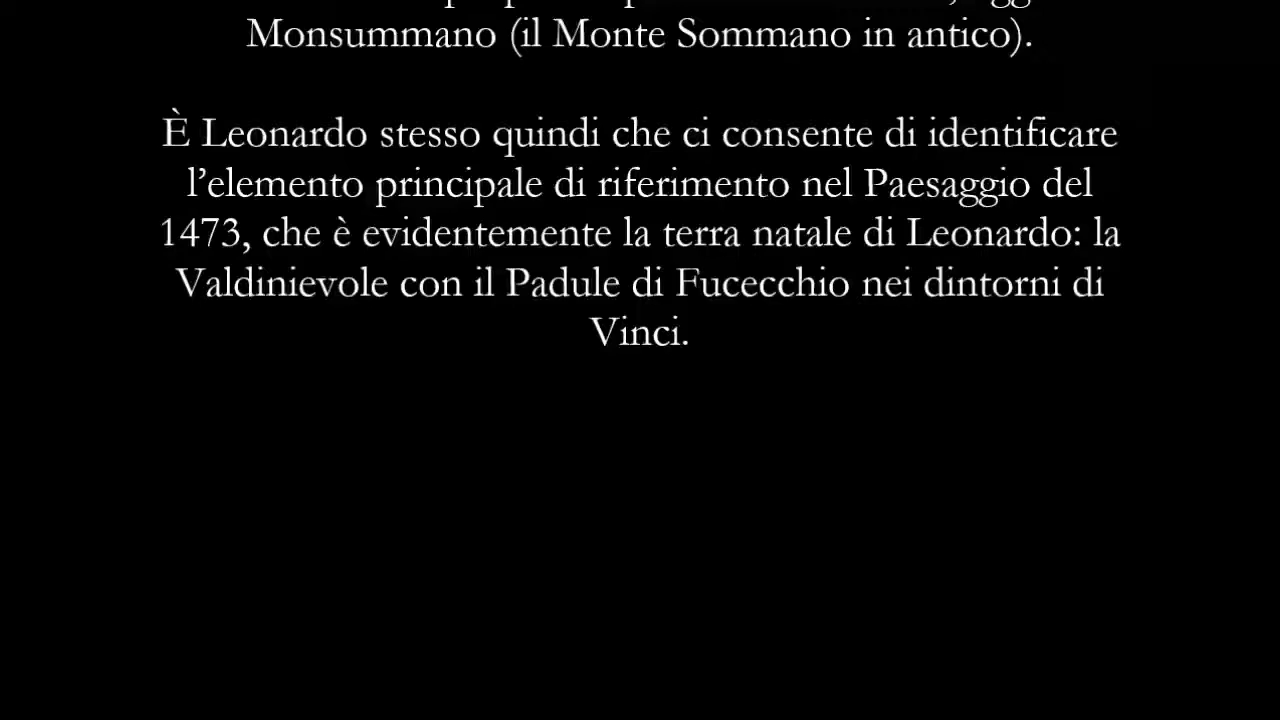 Monsummano (il Monte Sommano in antico).
È Leonardo stesso quindi che ci consente di identificare
l’elemento principale di riferimento nel Paesaggio del
1473, che è evidentemente la terra natale di Leonardo: la
Valdinievole con il Padule di Fucecchio nei dintorni di
Vinci.